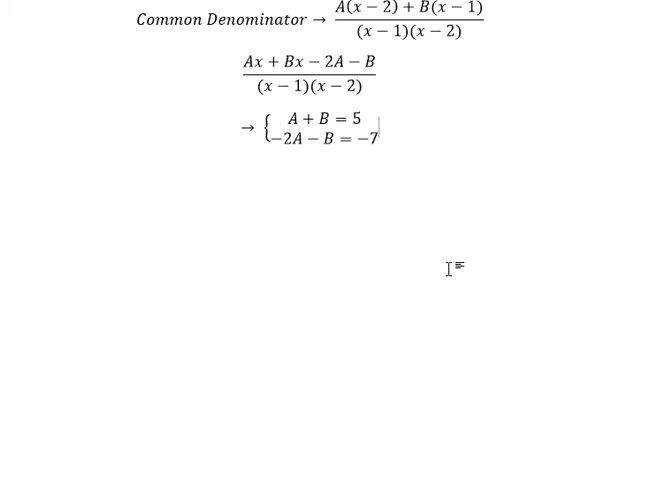 Common Denominator → A(x − 2) + B(x − 1)
(x − 1)(x − 2)
Ax + Bx − 2A − B
(x − 1)(x − 2)
→ { A + B = 5
−2A − B = −7